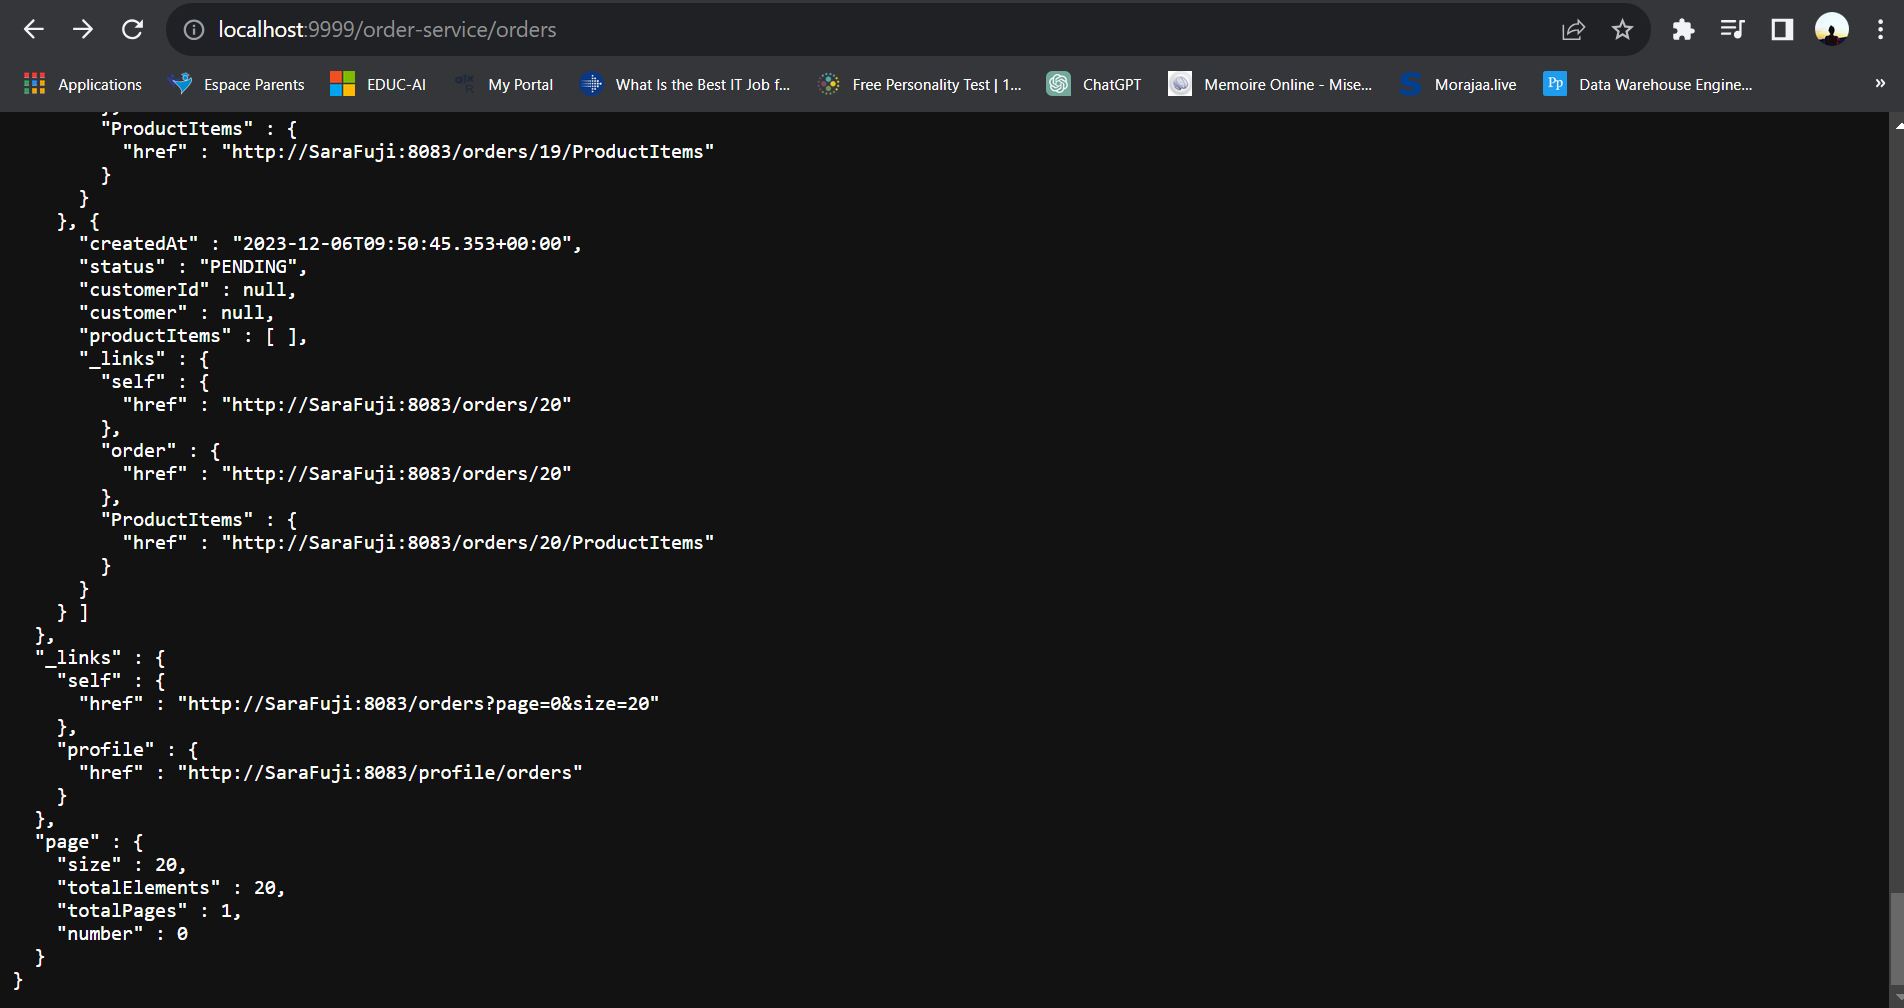 localhost:9999/order-service/orders
Applications Espace Parents EDUC-AI My Portal What Is the Best IT Job f... Free Personality Test | 1... ChatGPT Memoire Online - Mise... Morajaa.live Data Warehouse Engine... »
"ProductItems" : {
"href" : "http://SaraFuji:8083/orders/19/ProductItems"
}
}
}, {
"createdAt" : "2023-12-06T09:50:45.353+00:00",
"status" : "PENDING",
"customerId" : null,
"customer" : null,
"productItems" : [ ],
"_links" : {
"self" : {
"href" : "http://SaraFuji:8083/orders/20"
},
"order" : {
"href" : "http://SaraFuji:8083/orders/20"
},
"ProductItems" : {
"href" : "http://SaraFuji:8083/orders/20/ProductItems"
}
}
} ]
},
"_links" : {
"self" : {
"href" : "http://SaraFuji:8083/orders?page=0&size=20"
},
"profile" : {
"href" : "http://SaraFuji:8083/profile/orders"
}
},
"page" : {
"size" : 20,
"totalElements" : 20,
"totalPages" : 1,
"number" : 0
}
}